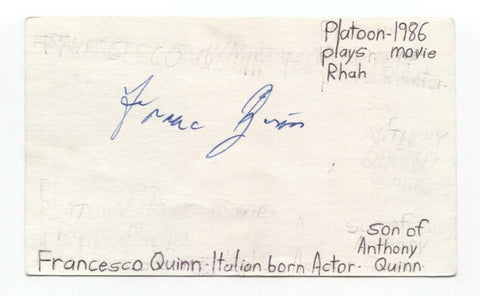 Platoon-1986
plays movie
Rhah
Franc Quinn
son of
Anthony
Francesco Quinn-Italian born Actor- Quinn.